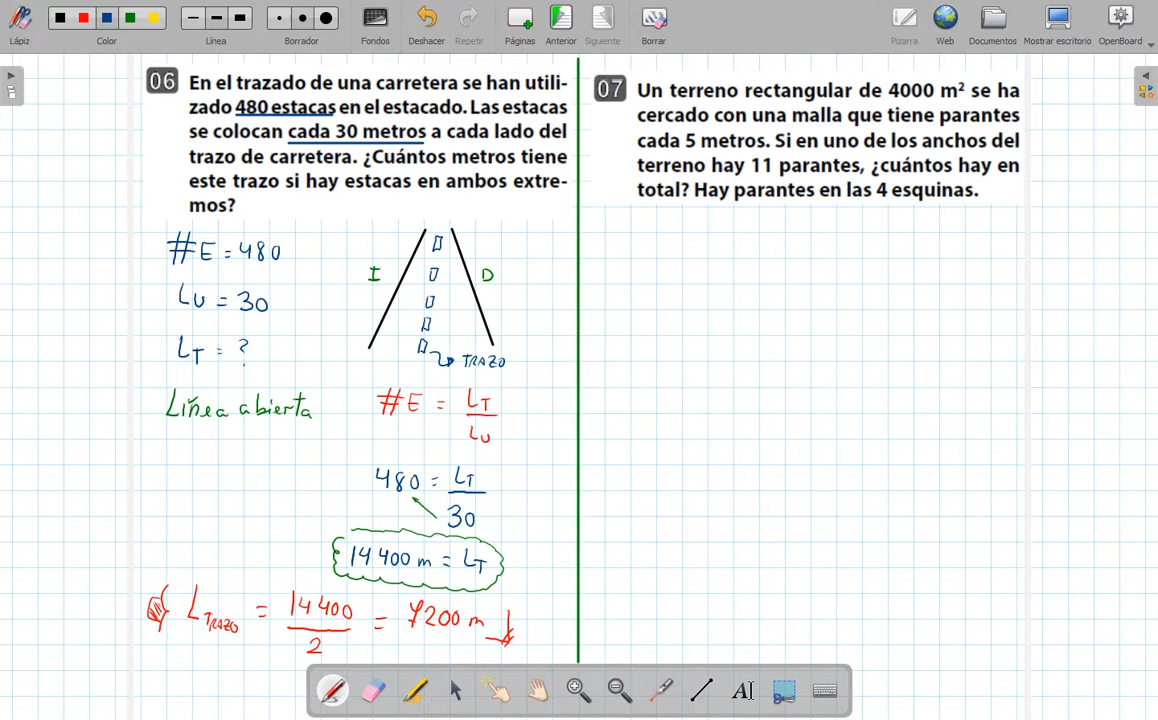 Lápiz
Color
Línea
Borrador
Fondos
Deshacer
Repetir
Páginas
Anterior
Siguiente
Borrar
Pizarra
Web
Documentos
Mostrar escritorio
OpenBoard
06 En el trazado de una carretera se han utili-
zado 480 estacas en el estacado. Las estacas
se colocan cada 30 metros a cada lado del
trazo de carretera. ¿Cuántos metros tiene
este trazo si hay estacas en ambos extre-
mos?
#E = 480
LU = 30
LT = ?
I
D
TRAZO
Línea abierta
#E = LT
LU
480 = LT
30
14 400 m = LT
LTRAZO = 14 400 = 7200 m
2
07 Un terreno rectangular de 4000 m² se ha
cercado con una malla que tiene parantes
cada 5 metros. Si en uno de los anchos del
terreno hay 11 parantes, ¿cuántos hay en
total? Hay parantes en las 4 esquinas.
AI